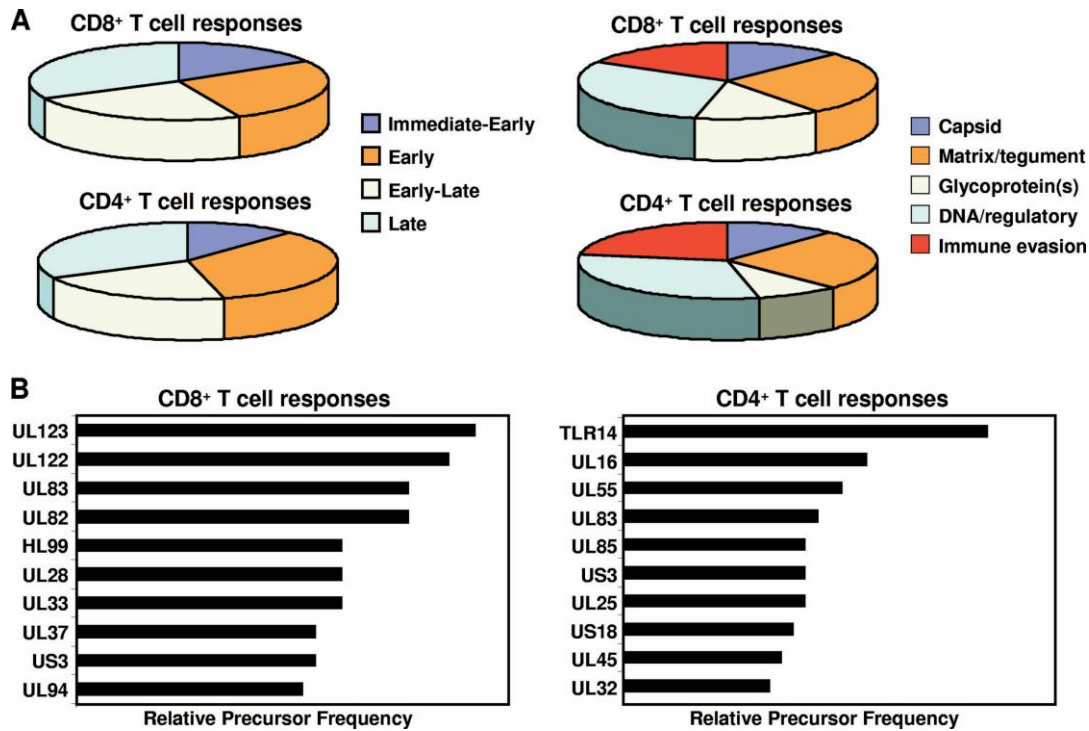 A
CD8+ T cell responses
Immediate-Early
Early
Early-Late
Late
CD4+ T cell responses
CD8+ T cell responses
Capsid
Matrix/tegument
Glycoprotein(s)
DNA/regulatory
Immune evasion
CD4+ T cell responses
B
CD8+ T cell responses
UL123
UL122
UL83
UL82
HL99
UL28
UL33
UL37
US3
UL94
Relative Precursor Frequency
CD4+ T cell responses
TLR14
UL16
UL55
UL83
UL85
US3
UL25
US18
UL45
UL32
Relative Precursor Frequency